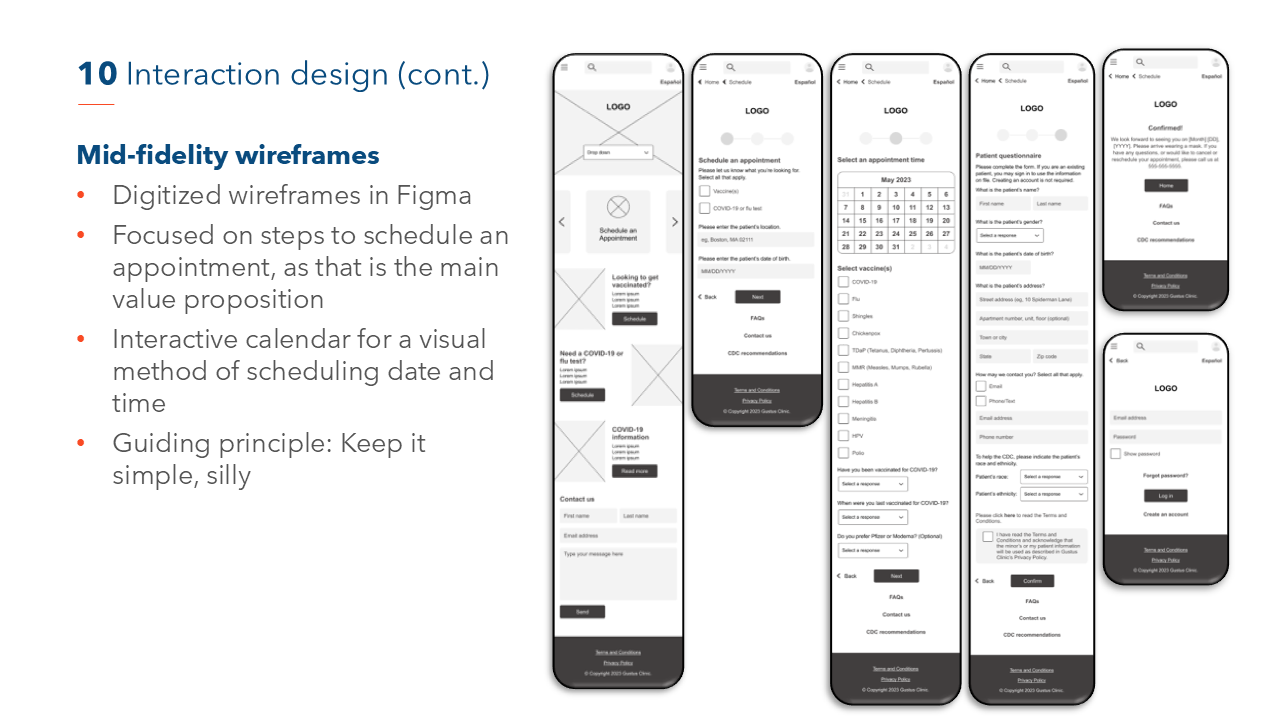 10 Interaction design (cont.)
Mid-fidelity wireframes
• Digitized wireframes in Figma
• Focused on steps to schedule an
appointment, as that is the main
value proposition
• Interactive calendar for a visual
method of scheduling date and
time
• Guiding principle: Keep it
simple, silly
Español
LOGO
Drop down
Schedule an
Appointment
Looking to get
vaccinated?
Lorem ipsum
Lorem ipsum
Lorem ipsum
Schedule
Need a COVID-19 or
flu test?
Lorem ipsum
Lorem ipsum
Lorem ipsum
Schedule
COVID-19
information
Lorem ipsum
Lorem ipsum
Lorem ipsum
Read more
Contact us
First name Last name
Email address
Type your message here
Send
Terms and Conditions
Privacy Policy
© Copyright 2023 Gustus Clinic.
Home Schedule Español
LOGO
Schedule an appointment
Please let us know what you're looking for.
Select all that apply.
Vaccine(s)
COVID-19 or flu test
Please enter the patient's location.
eg, Boston, MA 02111
Please enter the patient's date of birth.
MM/DD/YYYY
Back Next
FAQs
Contact us
CDC recommendations
Terms and Conditions
Privacy Policy
© Copyright 2023 Gustus Clinic.
Home Schedule Español
LOGO
Select an appointment time
May 2023
31 1 2 3 4 5 6
7 8 9 10 11 12 13
14 15 16 17 18 19 20
21 22 23 24 25 26 27
28 29 30 31 2 3 4
Select vaccine(s)
COVID-19
Flu
Shingles
Chickenpox
TDaP (Tetanus, Diphtheria, Pertussis)
MMR (Measles, Mumps, Rubella)
Hepatitis A
Hepatitis B
Meningitis
HPV
Polio
Have you been vaccinated for COVID-19?
Select a response
When were you last vaccinated for COVID-19?
Select a response
Do you prefer Pfizer or Moderna? (Optional)
Select a response
Back Next
FAQs
Contact us
CDC recommendations
Terms and Conditions
Privacy Policy
© Copyright 2023 Gustus Clinic.
Home Schedule Español
LOGO
Patient questionnaire
Please complete the form. If you are an existing
patient, you may sign in to use the information
on file. Creating an account is not required.
What is the patient's name?
First name Last name
What is the patient's gender?
Select a response
What is the patient's date of birth?
MM/DD/YYYY
What is the patient's address?
Street address (eg, 10 Spiderman Lane)
Apartment number, unit, floor (optional)
Town or city
State Zip code
How may we contact you? Select all that apply.
Email
Phone/Text
Email address
Phone number
To help the CDC, please indicate the patient's
race and ethnicity.
Patient's race: Select a response
Patient's ethnicity: Select a response
Please click here to read the Terms and
Conditions.
I have read the Terms and
Conditions and acknowledge that
the minor's or my patient information
will be used as described in Gustus
Clinic's Privacy Policy.
Back Confirm
FAQs
Contact us
CDC recommendations
Terms and Conditions
Privacy Policy
© Copyright 2023 Gustus Clinic.
Home Schedule Español
LOGO
Confirmed!
We look forward to seeing you on [Month] [DD],
[YYYY]. Please arrive wearing a mask. If you
have any questions, or would like to cancel or
reschedule your appointment, please call us at
555-555-5555.
Home
FAQs
Contact us
CDC recommendations
Terms and Conditions
Privacy Policy
© Copyright 2023 Gustus Clinic.
Back Español
LOGO
Email address
Password
Show password
Forgot password?
Log in
Create an account
Terms and Conditions
Privacy Policy
© Copyright 2023 Gustus Clinic.